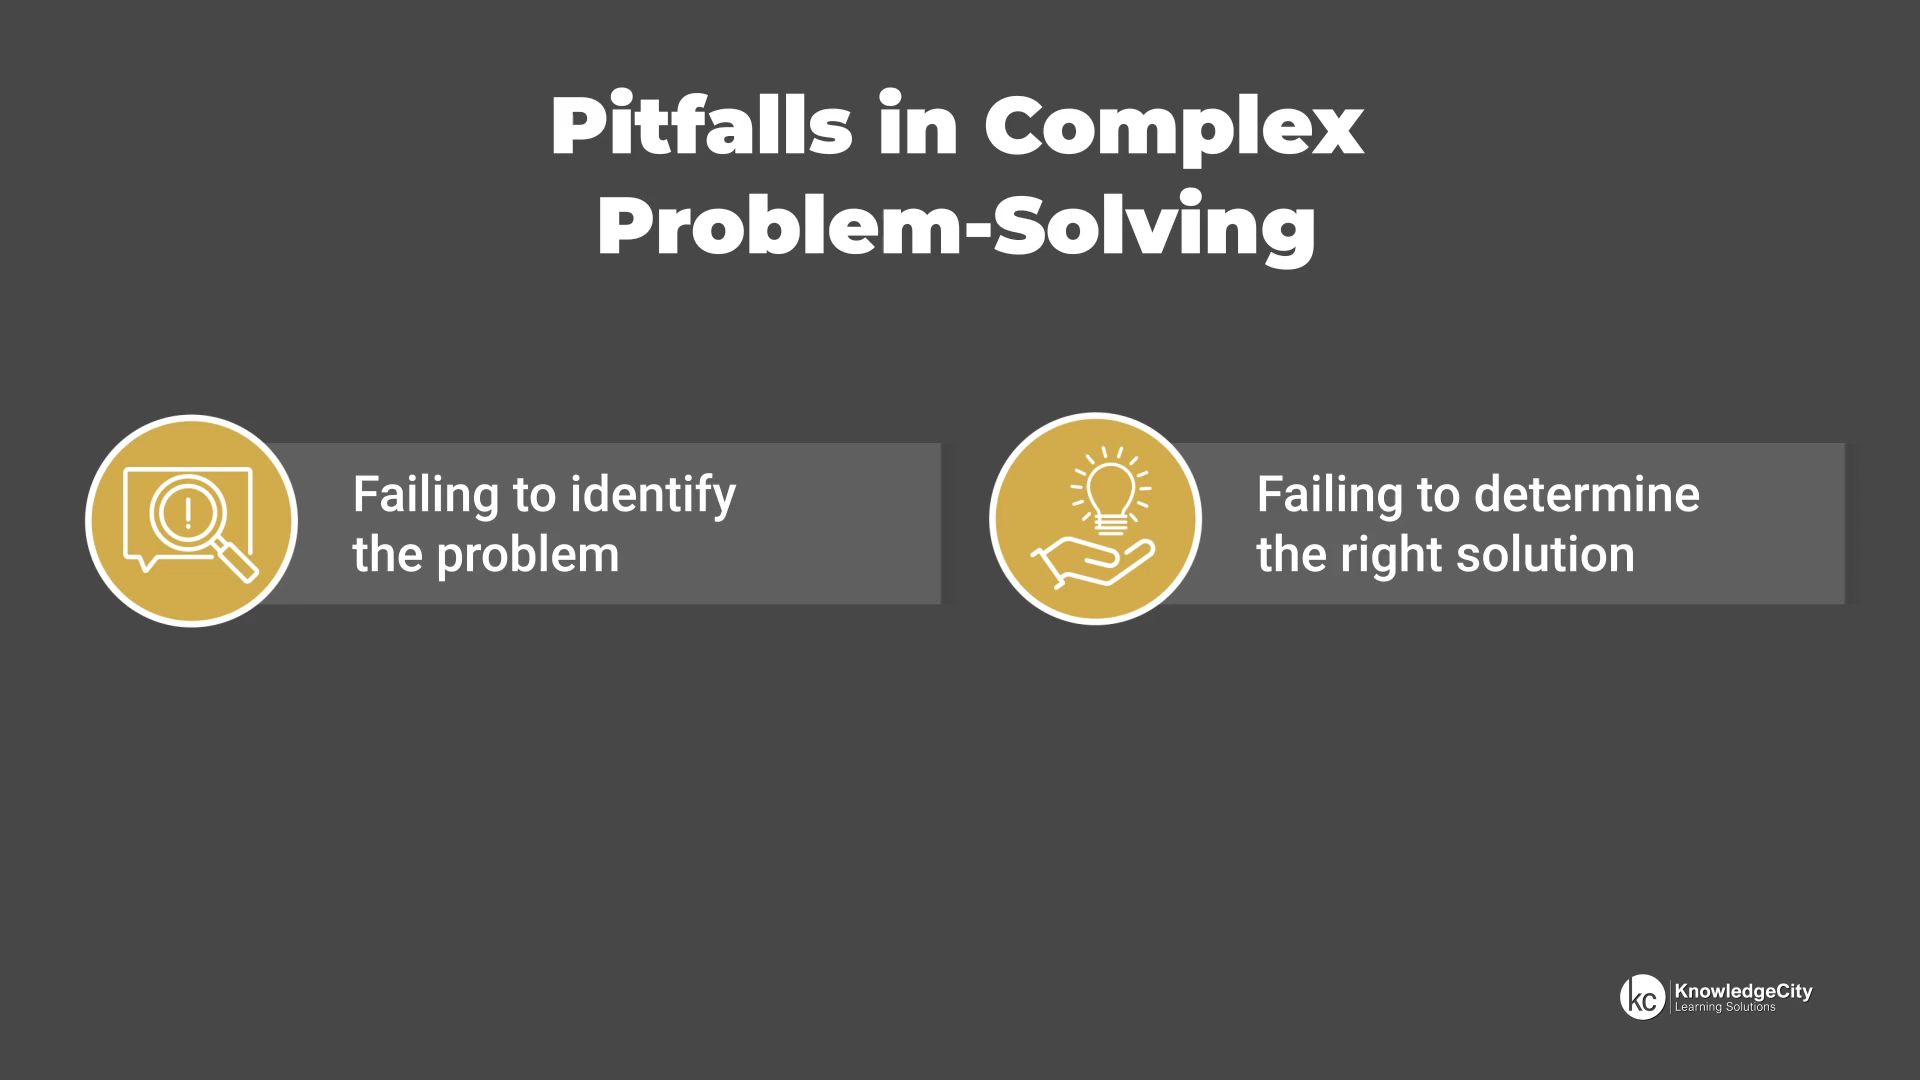 Pitfalls in Complex
Problem-Solving
Failing to identify
the problem
Failing to determine
the right solution
kc
KnowledgeCity
Learning Solutions